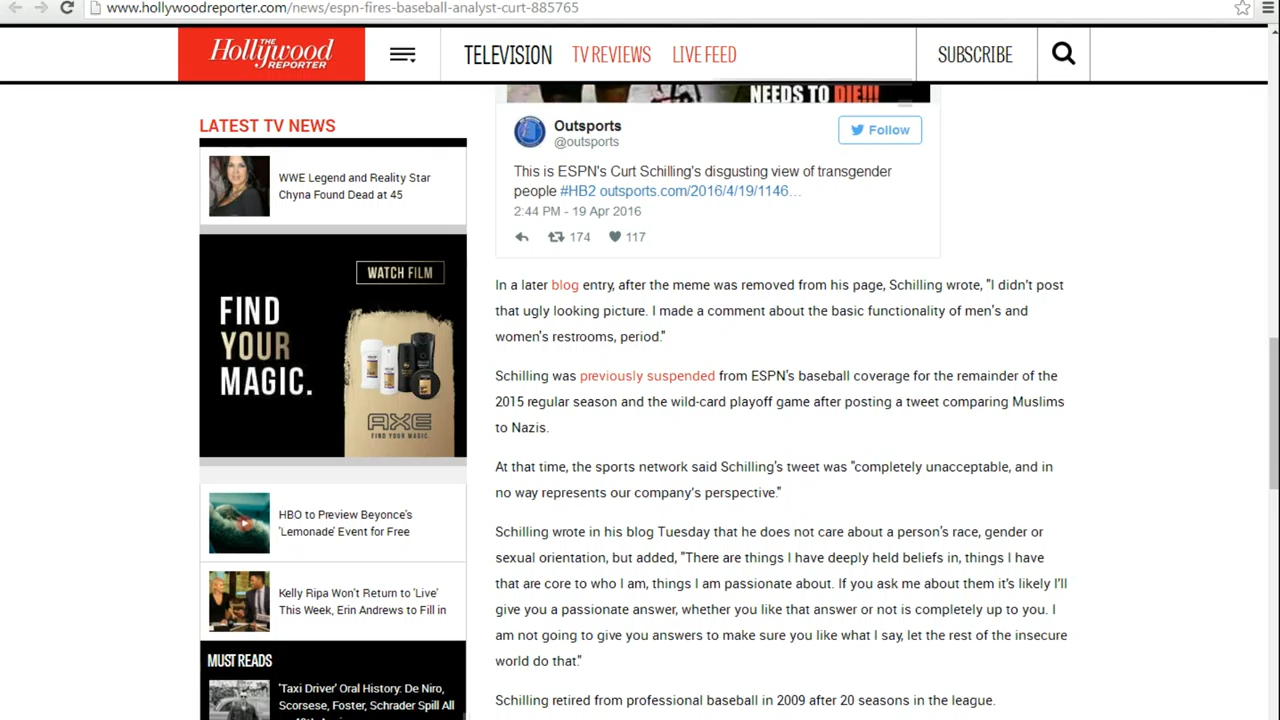 www.hollywoodreporter.com/news/espn-fires-baseball-analyst-curt-885765
THE
Hollywood
REPORTER
TELEVISION
TV REVIEWS
LIVE FEED
SUBSCRIBE
LATEST TV NEWS
WWE Legend and Reality Star
Chyna Found Dead at 45
WATCH FILM
FIND
YOUR
MAGIC.
AXE
FIND YOUR MAGIC.
HBO to Preview Beyonce's
'Lemonade' Event for Free
Kelly Ripa Won't Return to 'Live'
This Week, Erin Andrews to Fill in
MUST READS
'Taxi Driver' Oral History: De Niro,
Scorsese, Foster, Schrader Spill All
NEEDS TO DIE!!!
Outsports
@outsports
Follow
This is ESPN's Curt Schilling's disgusting view of transgender
people #HB2 outsports.com/2016/4/19/1146…
2:44 PM - 19 Apr 2016
174 117
In a later blog entry, after the meme was removed from his page, Schilling wrote, "I didn't post
that ugly looking picture. I made a comment about the basic functionality of men's and
women's restrooms, period."
Schilling was previously suspended from ESPN's baseball coverage for the remainder of the
2015 regular season and the wild-card playoff game after posting a tweet comparing Muslims
to Nazis.
At that time, the sports network said Schilling's tweet was "completely unacceptable, and in
no way represents our company's perspective."
Schilling wrote in his blog Tuesday that he does not care about a person's race, gender or
sexual orientation, but added, "There are things I have deeply held beliefs in, things I have
that are core to who I am, things I am passionate about. If you ask me about them it's likely I'll
give you a passionate answer, whether you like that answer or not is completely up to you. I
am not going to give you answers to make sure you like what I say, let the rest of the insecure
world do that."
Schilling retired from professional baseball in 2009 after 20 seasons in the league.